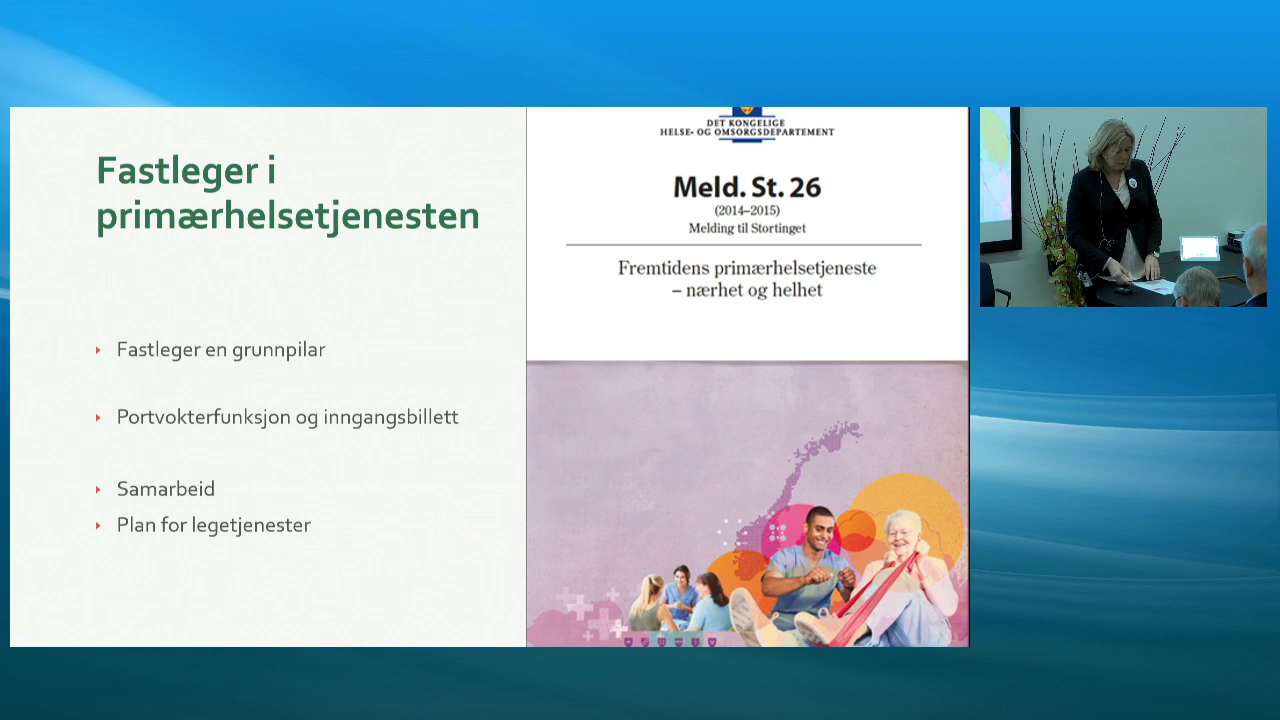 Fastleger i
primærhelsetjenesten
Fastleger en grunnpilar
Portvokterfunksjon og inngangsbillett
Samarbeid
Plan for legetjenester
DET KONGELIGE
HELSE- OG OMSORGSDEPARTEMENT
Meld. St. 26
(2014–2015)
Melding til Stortinget
Fremtidens primærhelsetjeneste
– nærhet og helhet